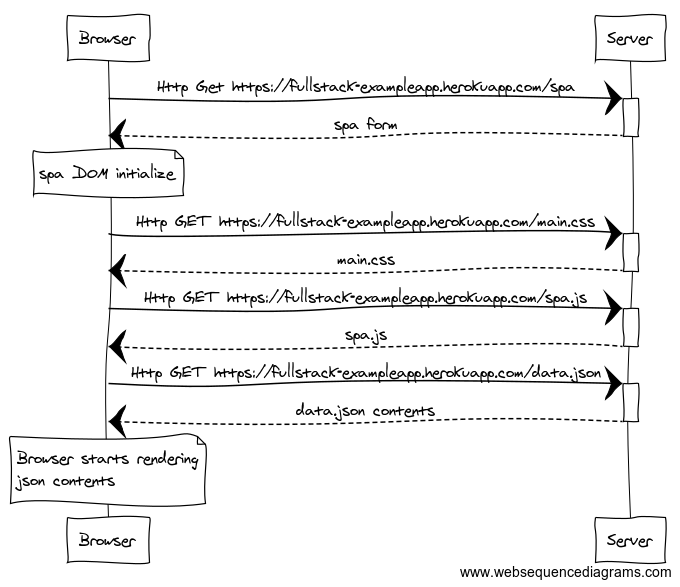 Browser
Server
Http Get https://fullstack-exampleapp.herokuapp.com/spa
spa form
spa DOM initialize
Http GET https://fullstack-exampleapp.herokuapp.com/main.css
main.css
Http GET https://fullstack-exampleapp.herokuapp.com/spa.js
spa.js
Http GET https://fullstack-exampleapp.herokuapp.com/data.json
data.json contents
Browser starts rendering
json contents
Browser
Server
www.websequencediagrams.com